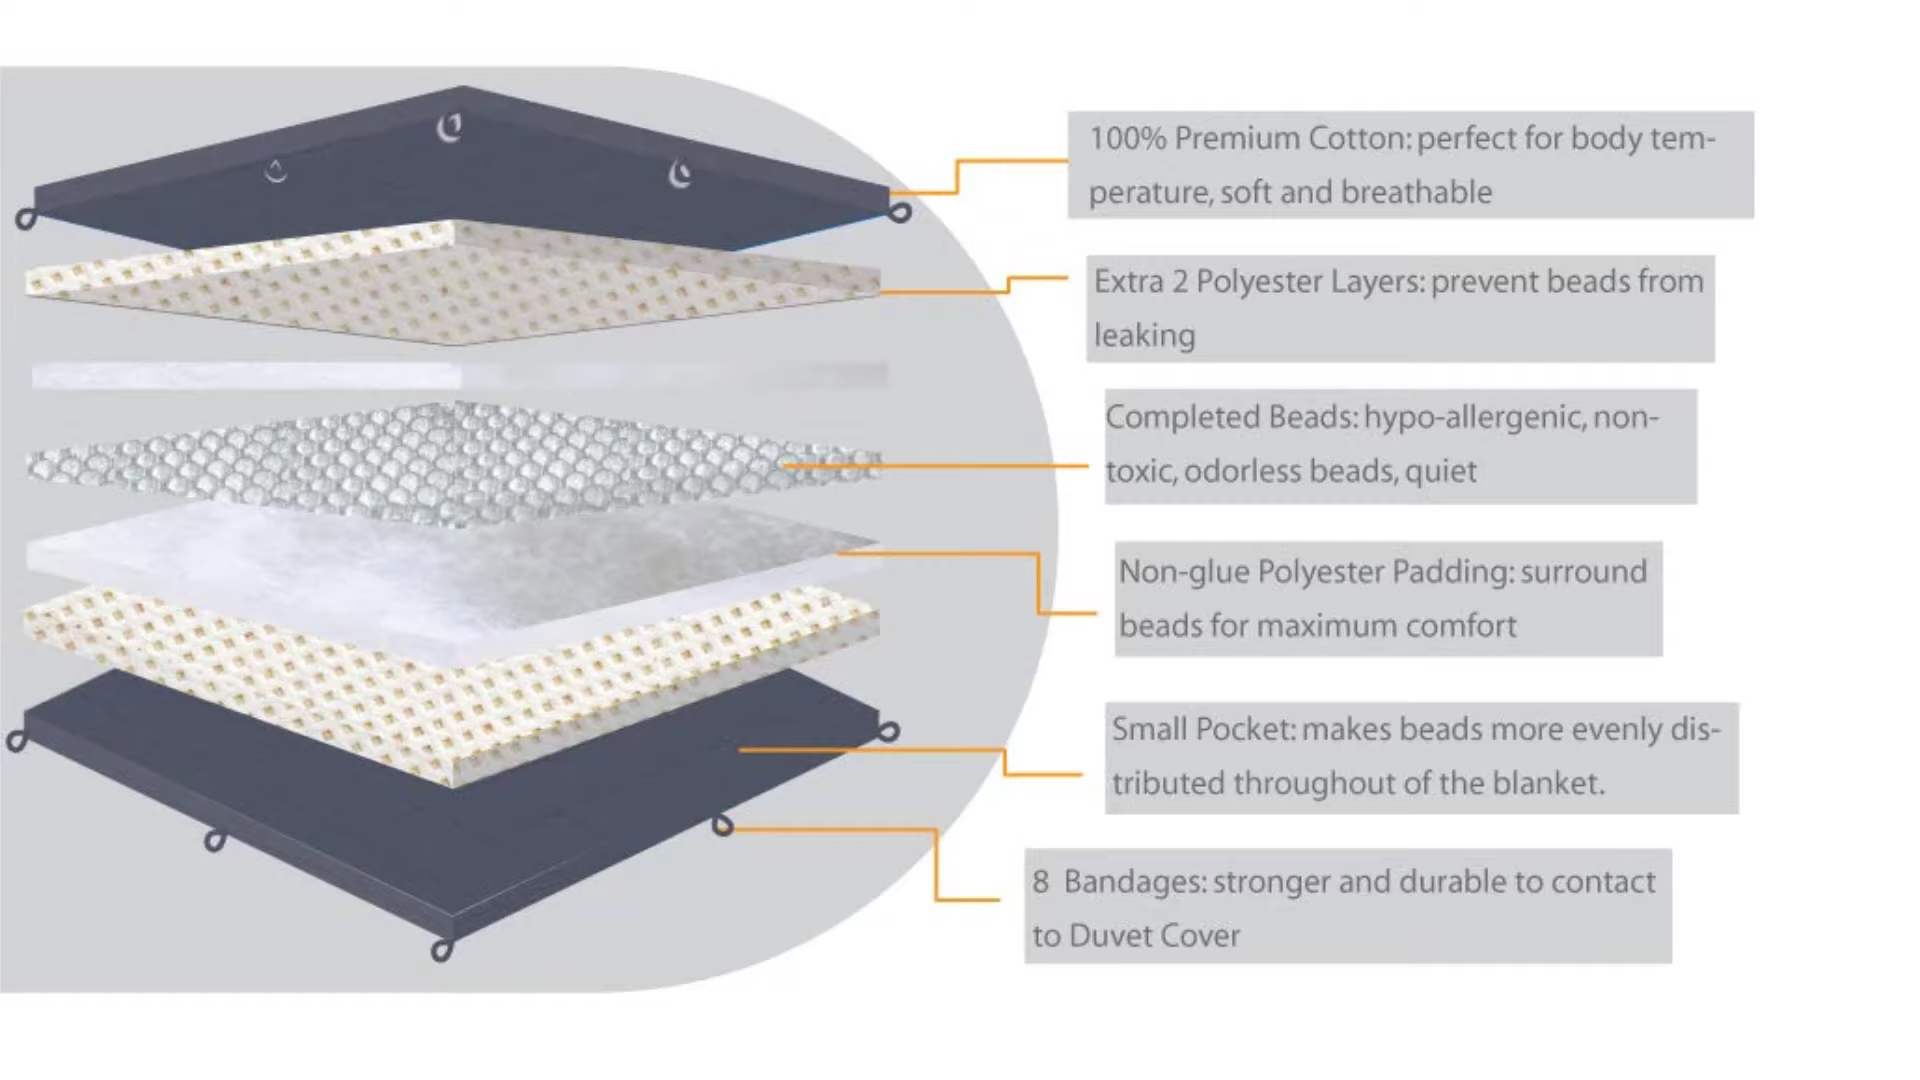 100% Premium Cotton: perfect for body tem-
perature, soft and breathable
Extra 2 Polyester Layers: prevent beads from
leaking
Completed Beads: hypo-allergenic, non-
toxic, odorless beads, quiet
Non-glue Polyester Padding: surround
beads for maximum comfort
Small Pocket: makes beads more evenly dis-
tributed throughout of the blanket.
8 Bandages: stronger and durable to contact
to Duvet Cover